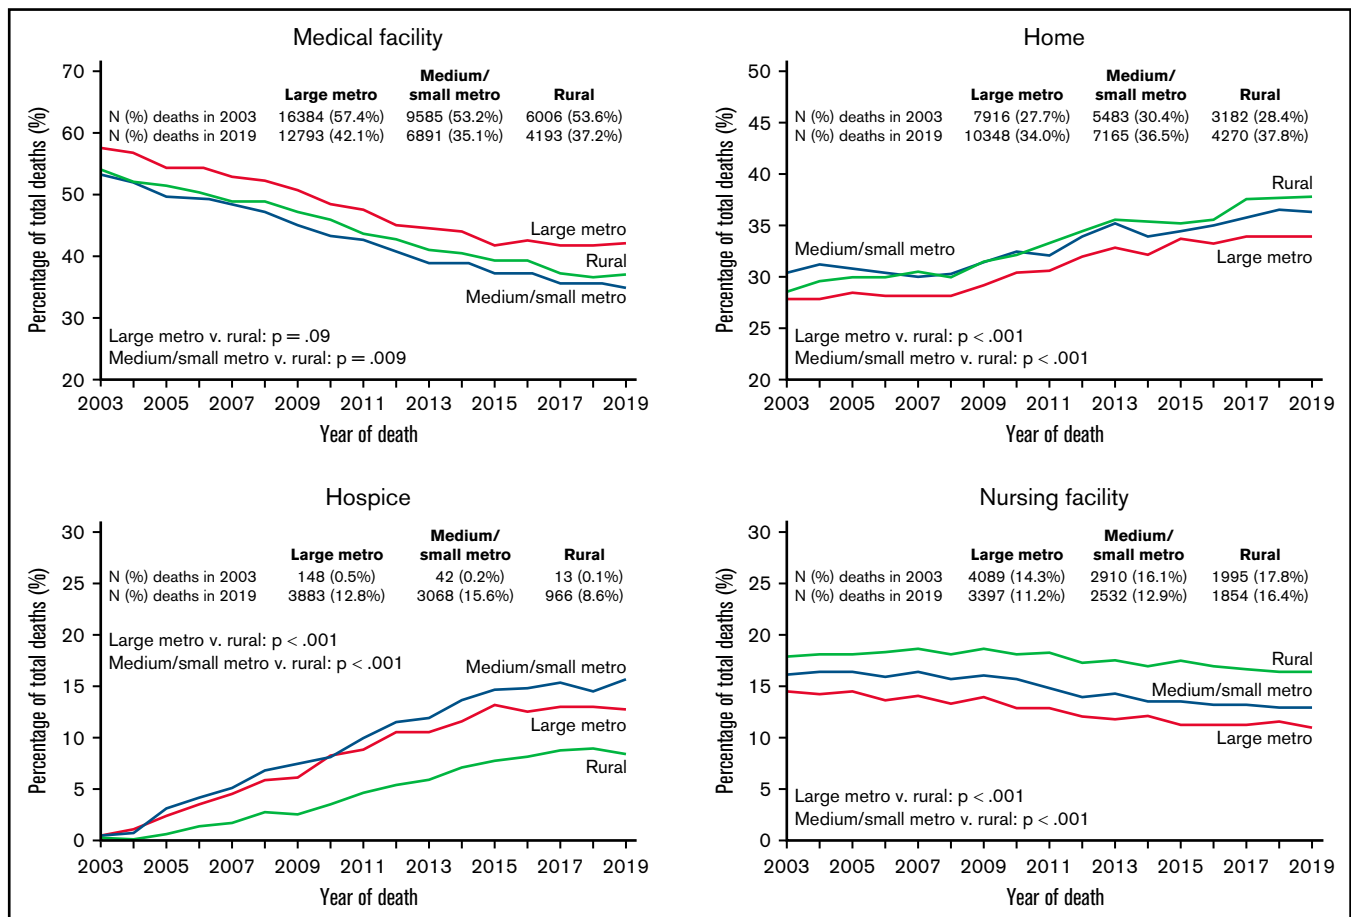 Medical facility
Percentage of total deaths (%)
70
60
50
40
30
20
Medium/
Large metro small metro Rural
N (%) deaths in 2003 16384 (57.4%) 9585 (53.2%) 6006 (53.6%)
N (%) deaths in 2019 12793 (42.1%) 6891 (35.1%) 4193 (37.2%)
Large metro
Rural
Medium/small metro
Large metro v. rural: p = .09
Medium/small metro v. rural: p = .009
2003 2005 2007 2009 2011 2013 2015 2017 2019
Year of death
Home
Percentage of total deaths (%)
50
45
40
35
30
25
20
Medium/
Large metro small metro Rural
N (%) deaths in 2003 7916 (27.7%) 5483 (30.4%) 3182 (28.4%)
N (%) deaths in 2019 10348 (34.0%) 7165 (36.5%) 4270 (37.8%)
Rural
Medium/small metro
Large metro
Large metro v. rural: p < .001
Medium/small metro v. rural: p < .001
2003 2005 2007 2009 2011 2013 2015 2017 2019
Year of death
Hospice
Percentage of total deaths (%)
30
25
20
15
10
5
0
Medium/
Large metro small metro Rural
N (%) deaths in 2003 148 (0.5%) 42 (0.2%) 13 (0.1%)
N (%) deaths in 2019 3883 (12.8%) 3068 (15.6%) 966 (8.6%)
Large metro v. rural: p < .001
Medium/small metro v. rural: p < .001
Medium/small metro
Large metro
Rural
2003 2005 2007 2009 2011 2013 2015 2017 2019
Year of death
Nursing facility
Percentage of total deaths (%)
30
25
20
15
10
5
0
Medium/
Large metro small metro Rural
N (%) deaths in 2003 4089 (14.3%) 2910 (16.1%) 1995 (17.8%)
N (%) deaths in 2019 3397 (11.2%) 2532 (12.9%) 1854 (16.4%)
Rural
Medium/small metro
Large metro
Large metro v. rural: p < .001
Medium/small metro v. rural: p < .001
2003 2005 2007 2009 2011 2013 2015 2017 2019
Year of death